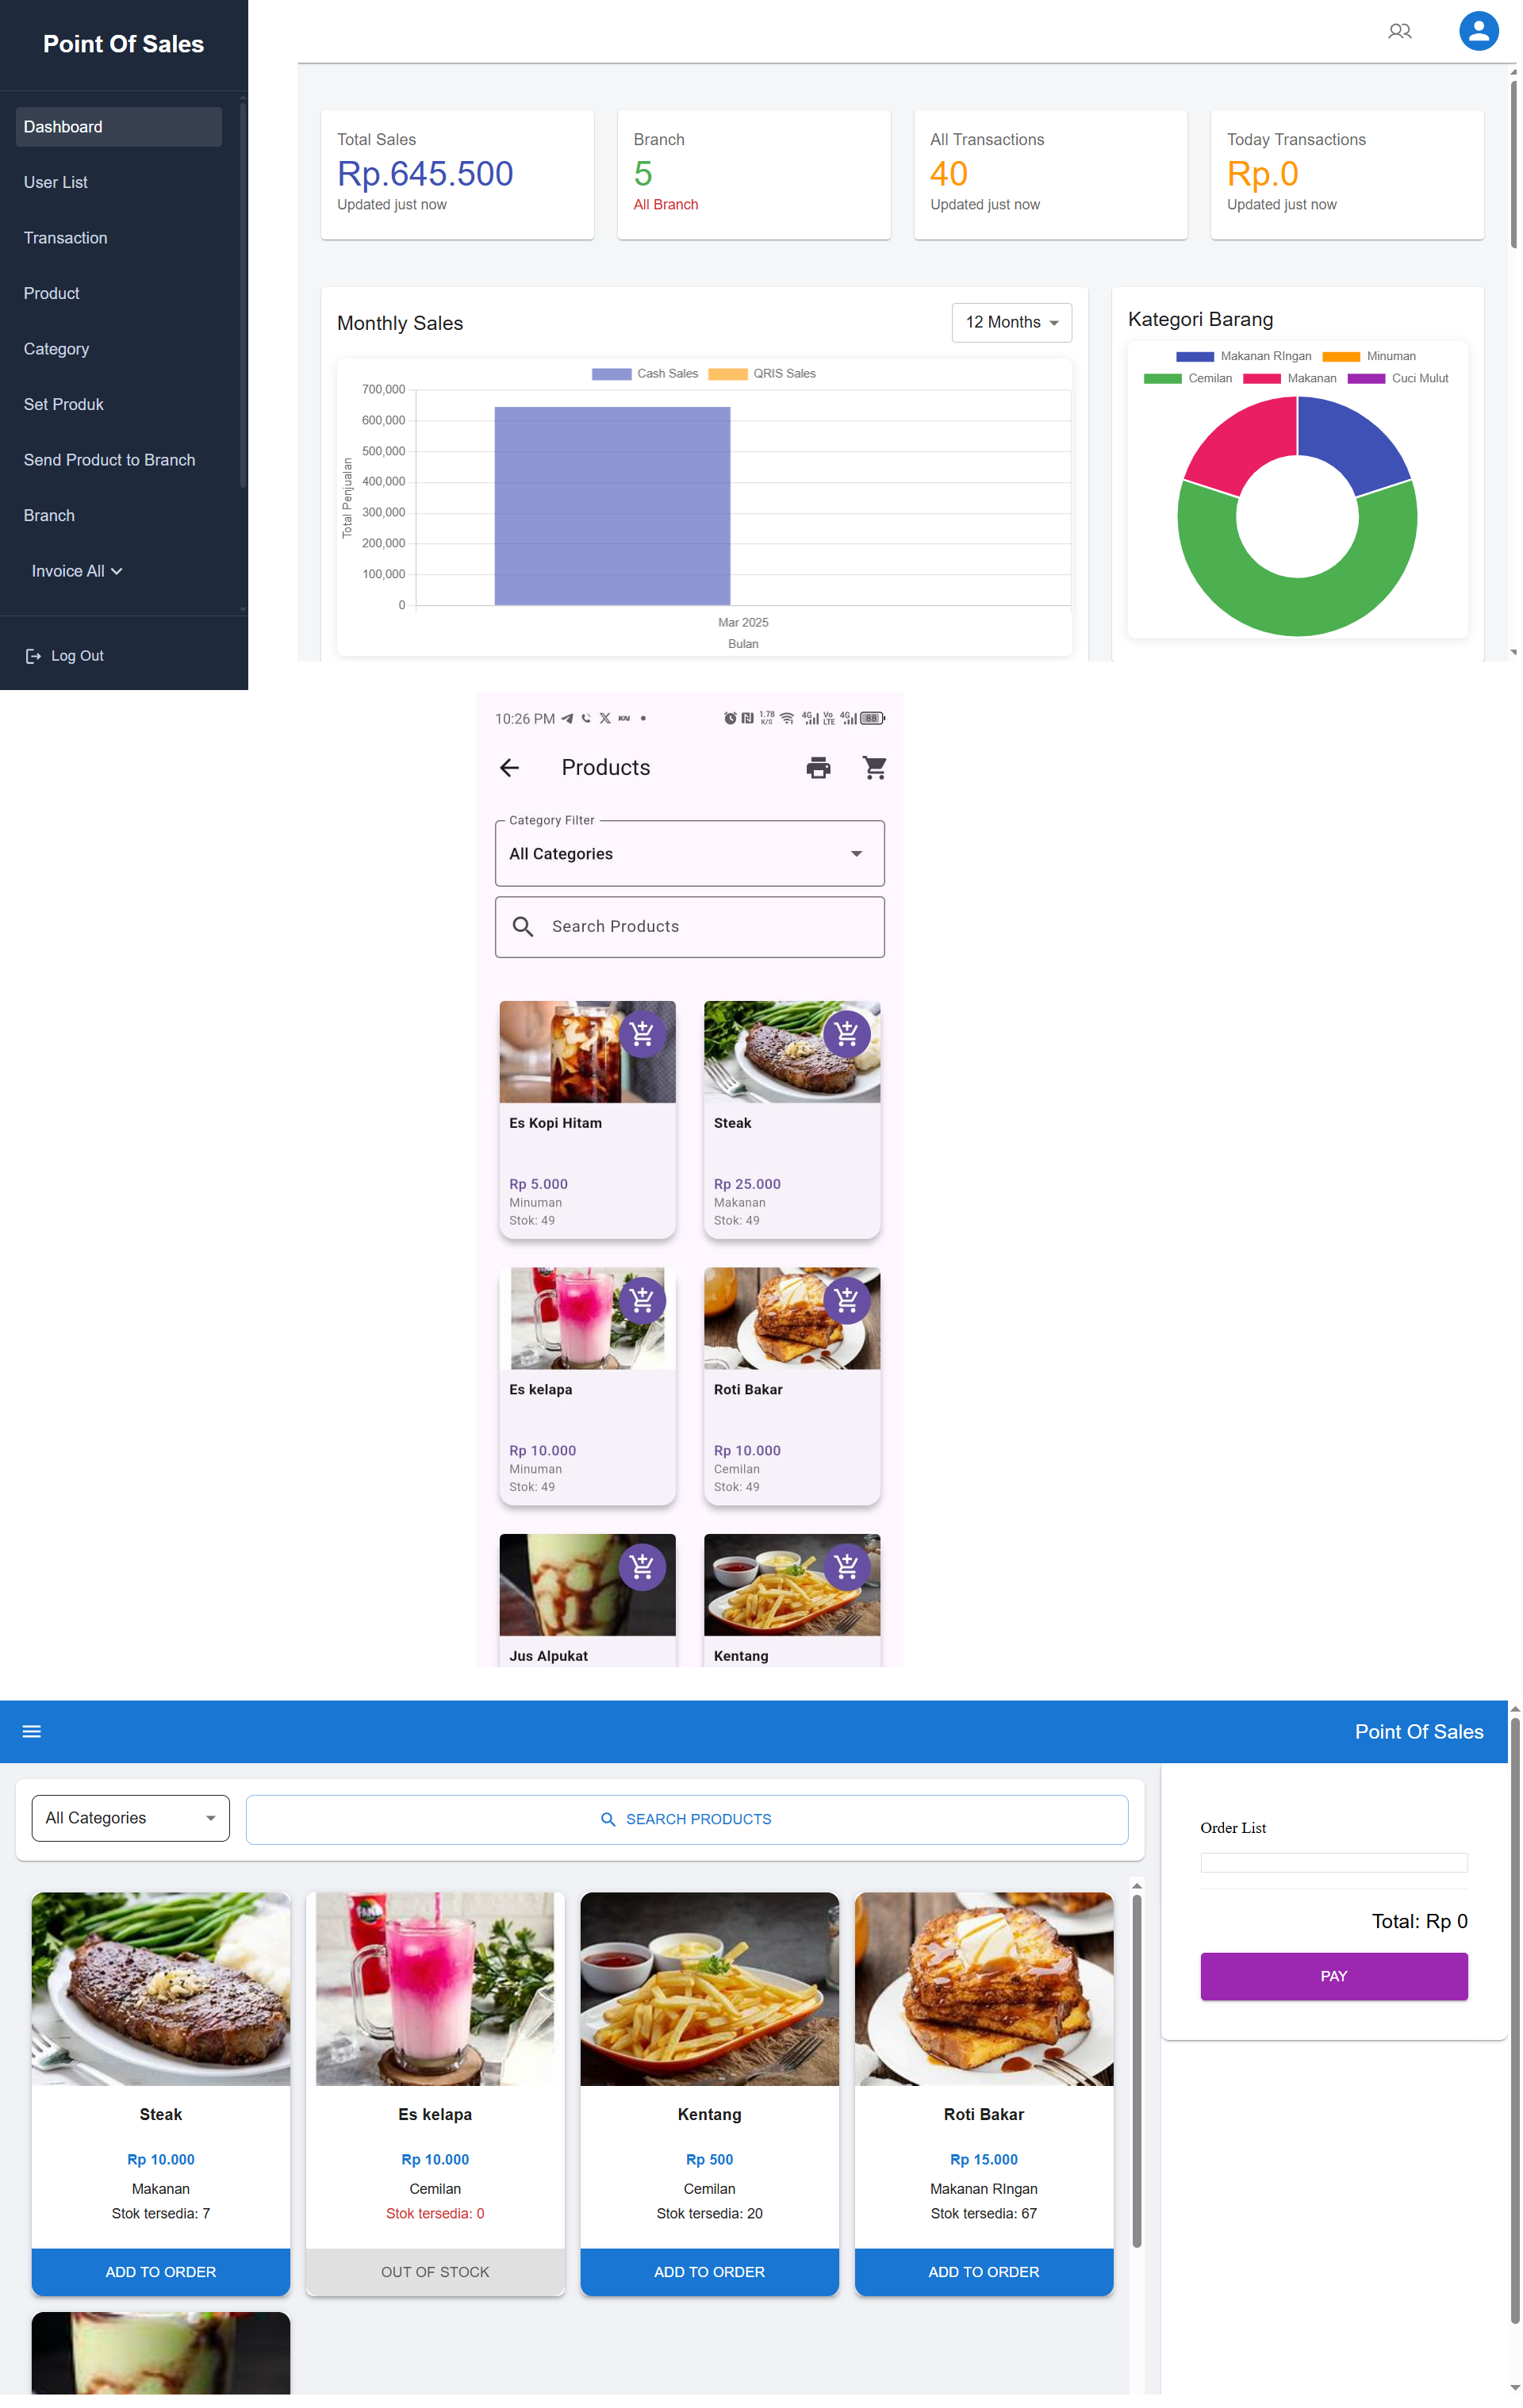 Point Of Sales
Dashboard
User List
Transaction
Product
Category
Set Produk
Send Product to Branch
Branch
Invoice All
Log Out
Total Sales
Rp.645.500
Updated just now
Branch
5
All Branch
All Transactions
40
Updated just now
Today Transactions
Rp.0
Updated just now
Monthly Sales
12 Months
Cash Sales QRIS Sales
Total Penjualan
700,000
600,000
500,000
400,000
300,000
200,000
100,000
0
Mar 2025
Bulan
Kategori Barang
Makanan RIngan Minuman
Cemilan Makanan Cuci Mulut
10:26 PM
1.78 K/S 4G Vo LTE 4G 88
Products
Category Filter
All Categories
Search Products
Es Kopi Hitam
Rp 5.000
Minuman
Stok: 49
Steak
Rp 25.000
Makanan
Stok: 49
Es kelapa
Rp 10.000
Minuman
Stok: 49
Roti Bakar
Rp 10.000
Cemilan
Stok: 49
Jus Alpukat
Kentang
Point Of Sales
All Categories
SEARCH PRODUCTS
Steak
Rp 10.000
Makanan
Stok tersedia: 7
ADD TO ORDER
Es kelapa
Rp 10.000
Cemilan
Stok tersedia: 0
OUT OF STOCK
Kentang
Rp 500
Cemilan
Stok tersedia: 20
ADD TO ORDER
Roti Bakar
Rp 15.000
Makanan RIngan
Stok tersedia: 67
ADD TO ORDER
Order List
Total: Rp 0
PAY